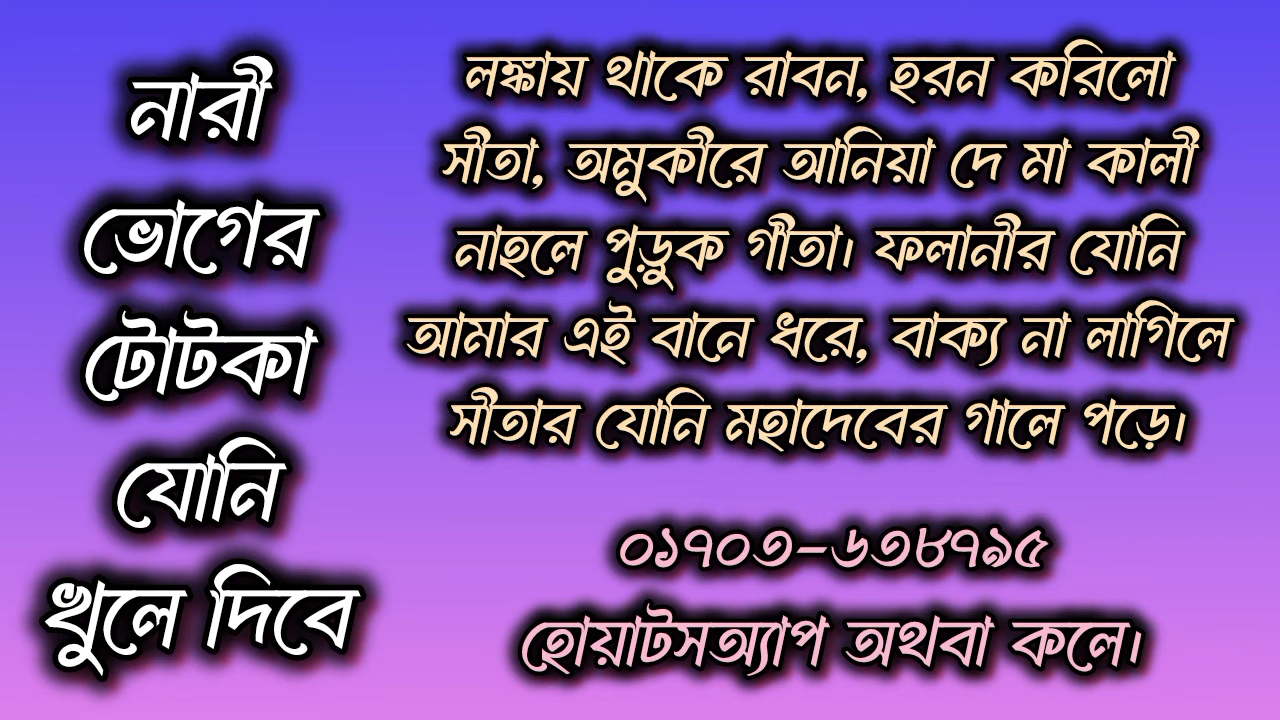 নারী
ভোগের
টোটকা
যোনি
খুলে দিবে
লঙ্কায় থাকে রাবন, হরন করিলো
সীতা, অমুকীরে আনিয়া দে মা কালী
নাহলে পুড়ুক গীতা। ফলানীর যোনি
আমার এই বানে ধরে, বাক্য না লাগিলে
সীতার যোনি মহাদেবের গালে পড়ে।
০১৭০৩-৬৩৮৭৯৫
হোয়াটসঅ্যাপ অথবা কলে।